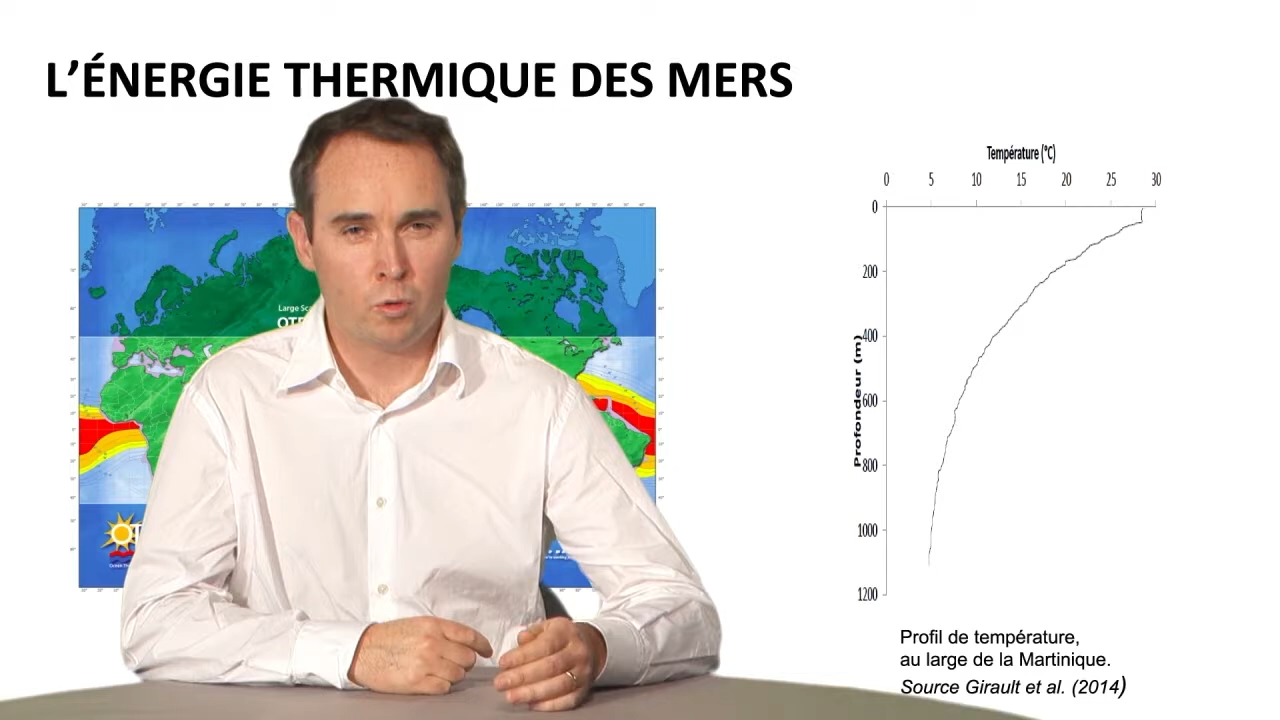 L’ÉNERGIE THERMIQUE DES MERS
Large
Température (°C)
0 5 10 15 20 25 30
0
200
400
600
800
1000
1200
Profondeur (m)
Profil de température,
au large de la Martinique.
Source Girault et al. (2014)